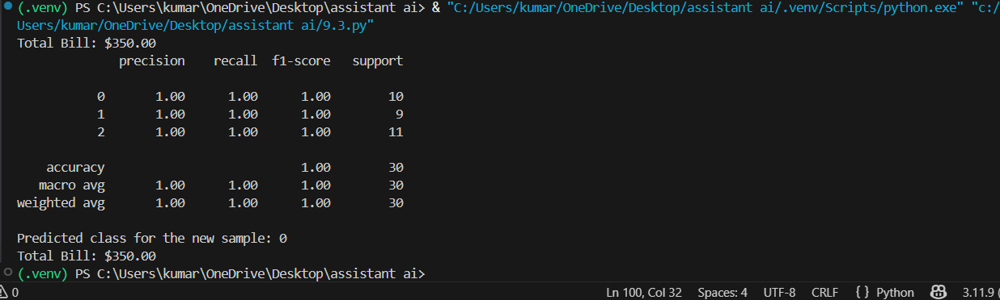 (.venv) PS C:\Users\kumar\OneDrive\Desktop\assistant ai> & "C:/Users/kumar/OneDrive/Desktop/assistant ai/.venv/Scripts/python.exe" "c:/
Users/kumar/OneDrive/Desktop/assistant ai/9.3.py"
Total Bill: $350.00
precision recall f1-score support
0 1.00 1.00 1.00 10
1 1.00 1.00 1.00 9
2 1.00 1.00 1.00 11
accuracy 1.00 30
macro avg 1.00 1.00 1.00 30
weighted avg 1.00 1.00 1.00 30
Predicted class for the new sample: 0
Total Bill: $350.00
(.venv) PS C:\Users\kumar\OneDrive\Desktop\assistant ai>
0 Ln 100, Col 32 Spaces: 4 UTF-8 CRLF {} Python 3.11.9 (